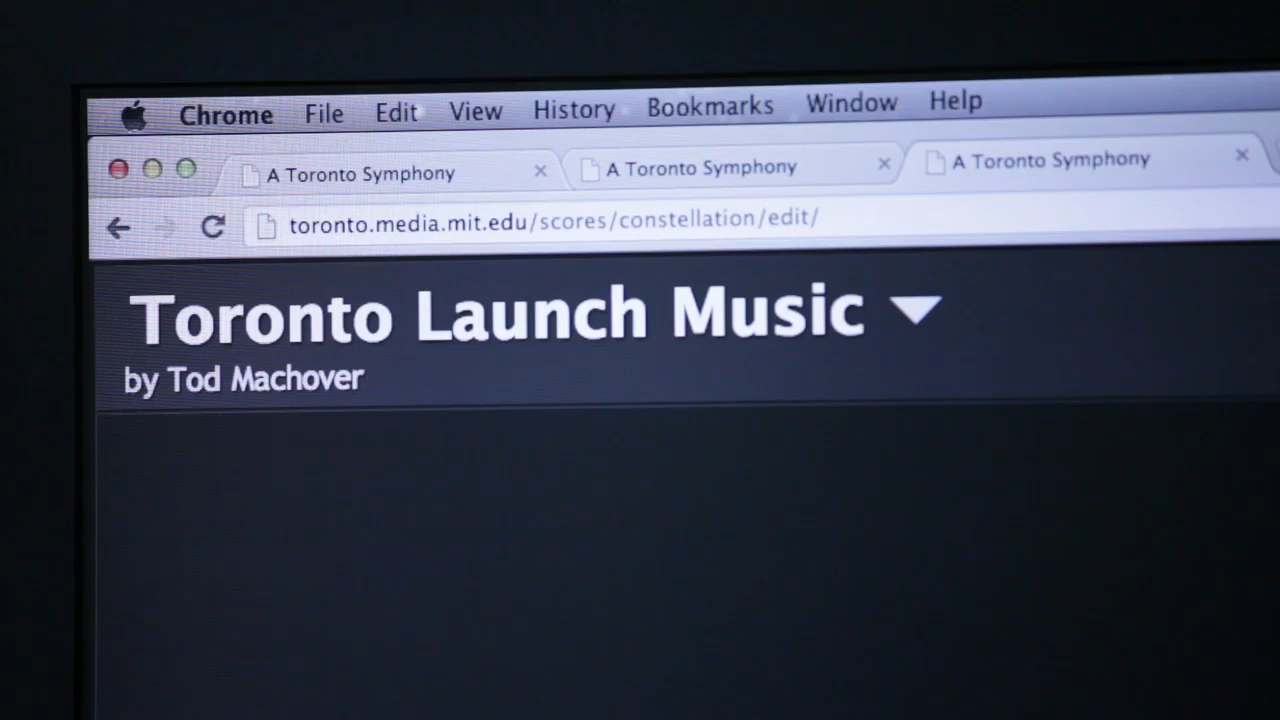 Chrome File Edit View History Bookmarks Window Help
A Toronto Symphony A Toronto Symphony A Toronto Symphony
toronto.media.mit.edu/scores/constellation/edit/
Toronto Launch Music
by Tod Machover